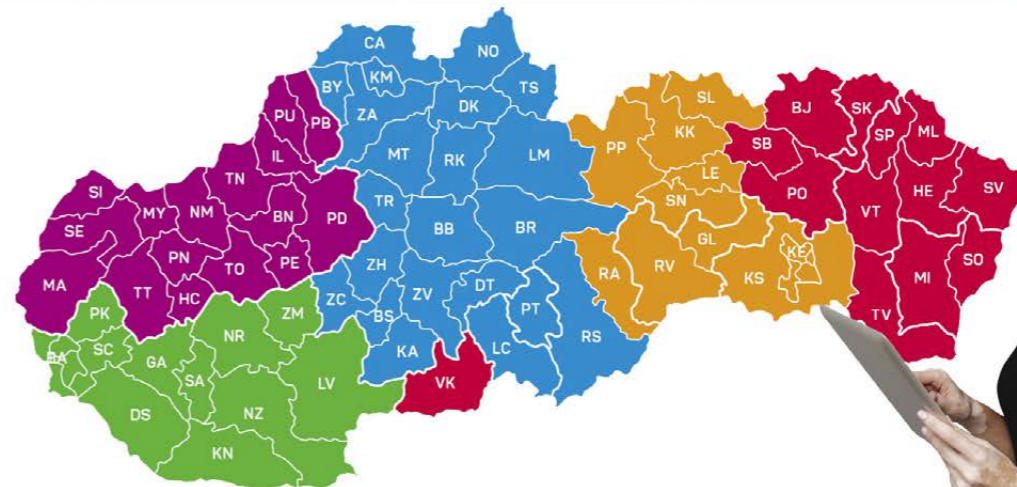 CA
NO
BY
KM
TS
ZA
DK
PU
PB
IL
MT
RK
LM
SL
BJ
SK
PP
KK
SP
ML
SB
SI
TN
LE
SE
MY
NM
BN
PD
TR
SN
PO
HE
SV
BB
BR
VT
PN
TO
PE
GL
KE
MA
TT
HC
ZH
RA
RV
KS
MI
SO
ZC
ZV
DT
PT
BS
PK
ZM
NR
TV
BA
SC
GA
KA
LC
RS
SA
LV
VK
DS
NZ
KN